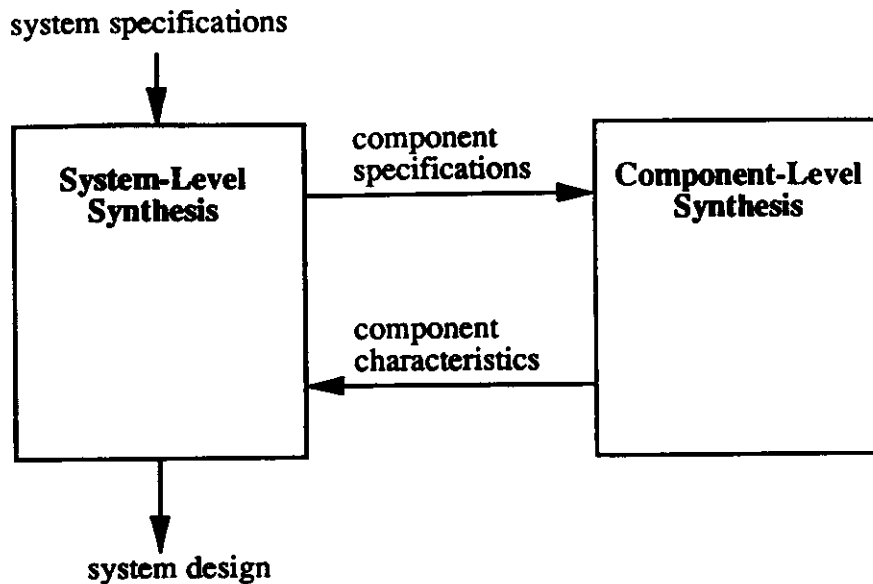 system specifications
System-Level
Synthesis
component
specifications
Component-Level
Synthesis
component
characteristics
system design